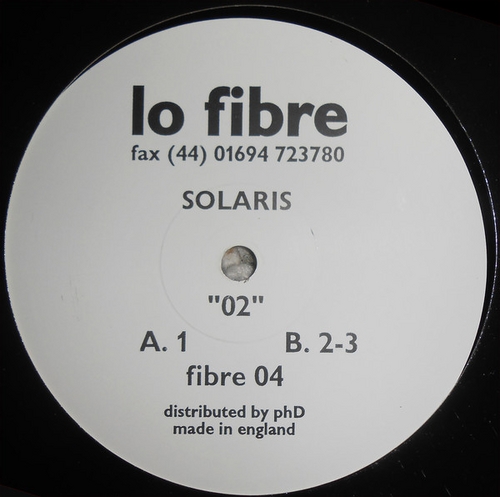 lo fibre
fax (44) 01694 723780
SOLARIS
"02"
A. 1 B. 2-3
fibre 04
distributed by phD
made in england